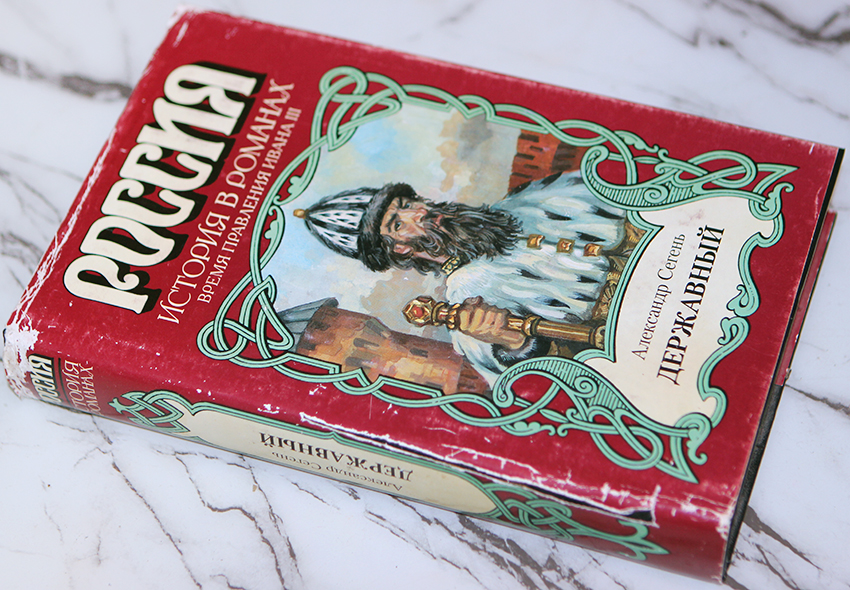 РОССИЯ
ИСТОРИЯ В РОМАНАХ
ВРЕМЯ ПРАВЛЕНИЯ ИВАНА III
Александр Сегень
ДЕРЖАВНЫЙ
РОССИЯ
ИСТОРИЯ
В РОМАНАХ
Александр Сегень
ДЕРЖАВНЫЙ